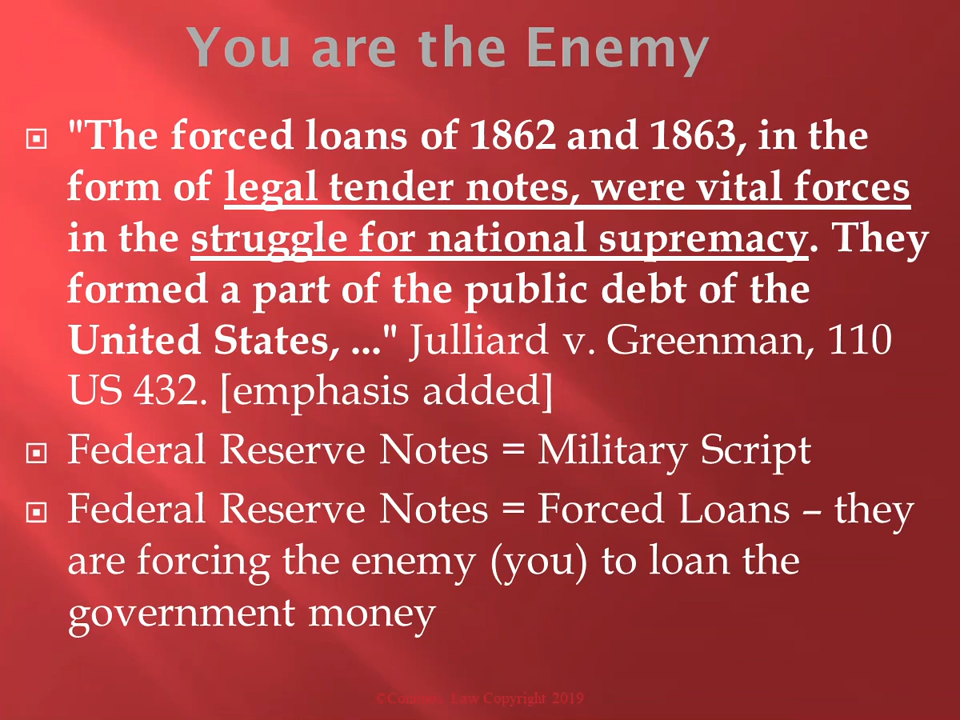 You are the Enemy
"The forced loans of 1862 and 1863, in the
form of legal tender notes, were vital forces
in the struggle for national supremacy. They
formed a part of the public debt of the
United States, ..." Julliard v. Greenman, 110
US 432. [emphasis added]
Federal Reserve Notes = Military Script
Federal Reserve Notes = Forced Loans – they
are forcing the enemy (you) to loan the
government money
Law Copyright 2019